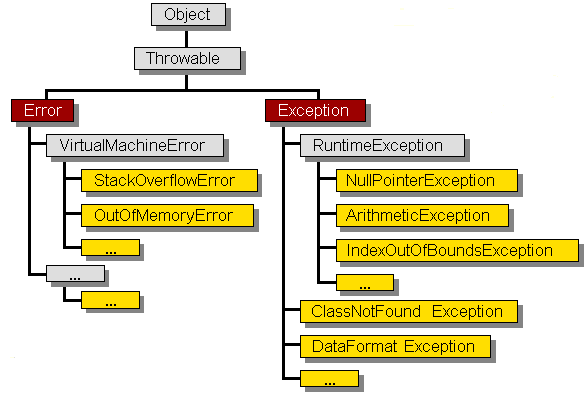 Object
Throwable
Error
VirtualMachineError
StackOverflowError
OutOfMemoryError
...
...
...
Exception
RuntimeException
NullPointerException
ArithmeticException
IndexOutOfBoundsException
...
ClassNotFound Exception
DataFormat Exception
...